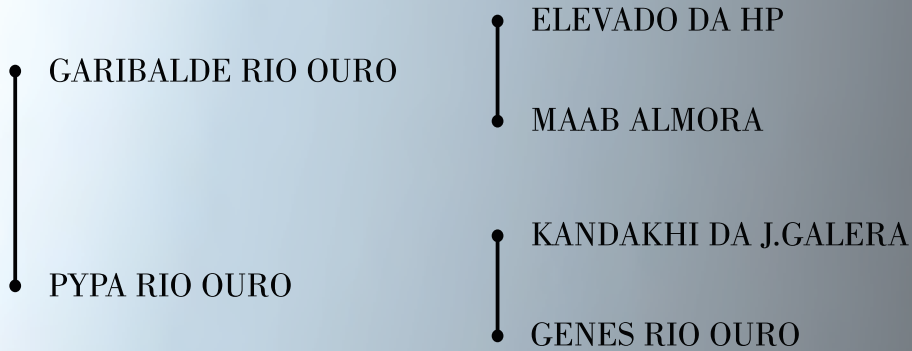 ELEVADO DA HP
GARIBALDE RIO OURO
MAAB ALMORA
KANDAKHI DA J.GALERA
PYPA RIO OURO
GENES RIO OURO